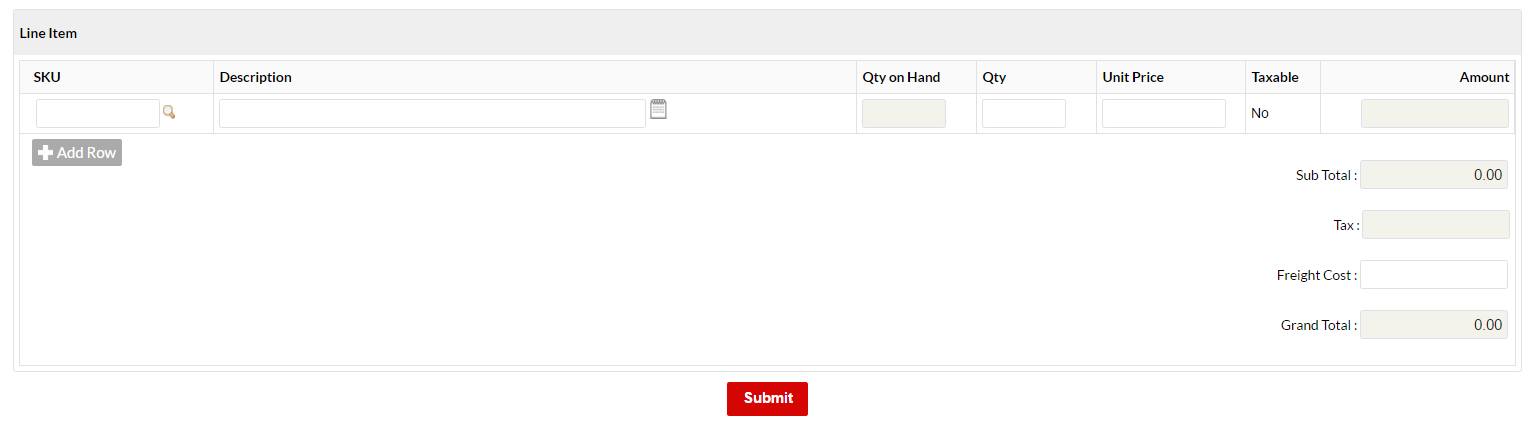 Line Item
SKU Description Qty on Hand Qty Unit Price Taxable Amount
No
Add Row
Sub Total : 0.00
Tax :
Freight Cost :
Grand Total : 0.00
Submit